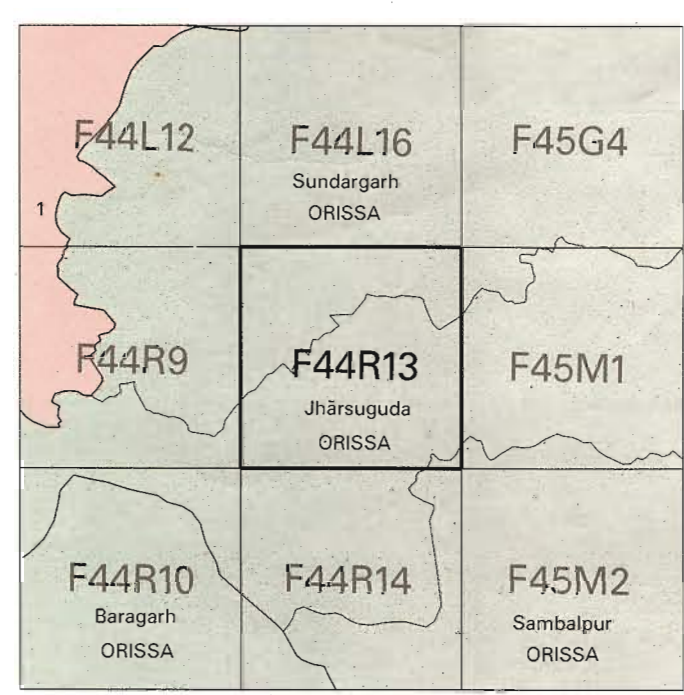 F44L12
F44L16
F45G4
Sundargarh
ORISSA
1
F44R9
F44R13
F45M1
Jhārsuguda
ORISSA
F44R10
F44R14
F45M2
Baragarh
ORISSA
Sambalpur
ORISSA